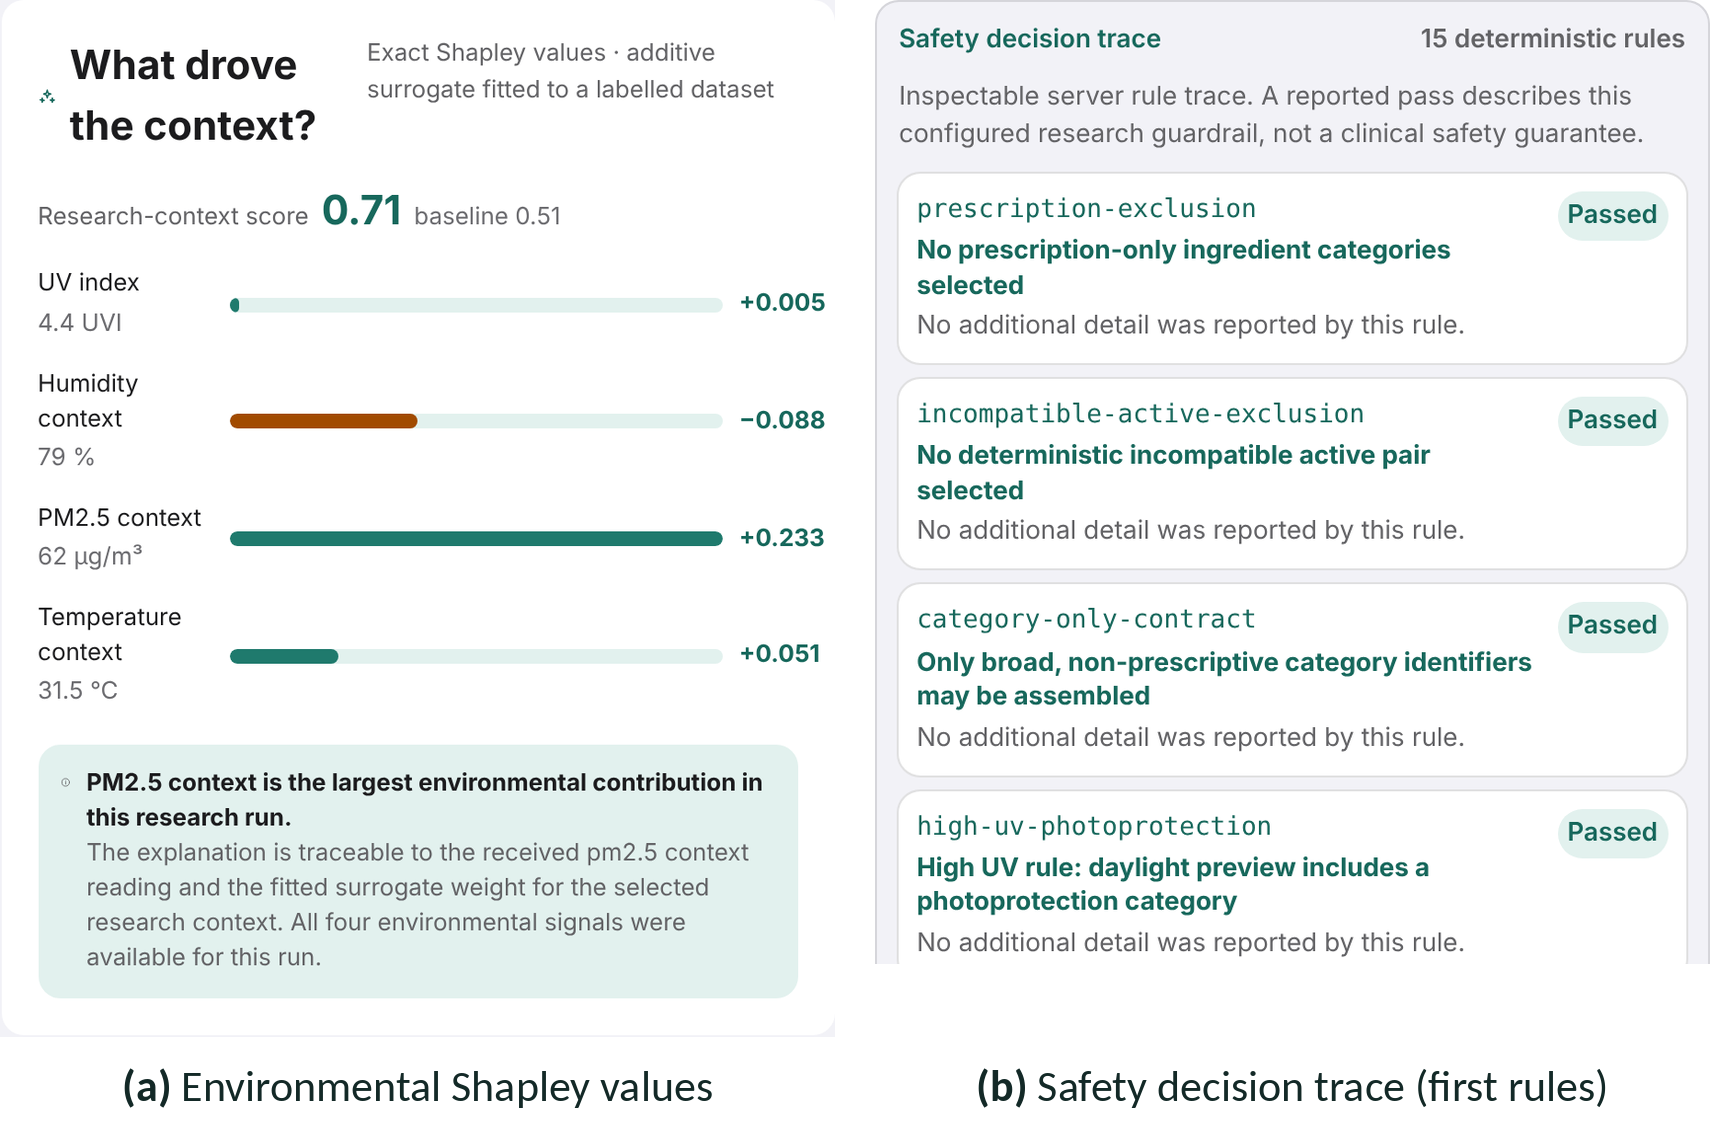 What drove
the context?
Exact Shapley values · additive
surrogate fitted to a labelled dataset
Research-context score 0.71 baseline 0.51
UV index
4.4 UVI
+0.005
Humidity
context
79 %
−0.088
PM2.5 context
62 µg/m³
+0.233
Temperature
context
31.5 °C
+0.051
PM2.5 context is the largest environmental contribution in
this research run.
The explanation is traceable to the received pm2.5 context
reading and the fitted surrogate weight for the selected
research context. All four environmental signals were
available for this run.
(a) Environmental Shapley values
Safety decision trace
15 deterministic rules
Inspectable server rule trace. A reported pass describes this
configured research guardrail, not a clinical safety guarantee.
prescription-exclusion
Passed
No prescription-only ingredient categories
selected
No additional detail was reported by this rule.
incompatible-active-exclusion
Passed
No deterministic incompatible active pair
selected
No additional detail was reported by this rule.
category-only-contract
Passed
Only broad, non-prescriptive category identifiers
may be assembled
No additional detail was reported by this rule.
high-uv-photoprotection
Passed
High UV rule: daylight preview includes a
photoprotection category
No additional detail was reported by this rule.
(b) Safety decision trace (first rules)